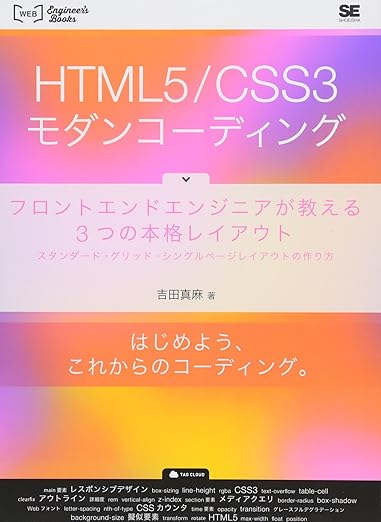 WEB Engineer's Books
SE
SHOEISHA
HTML5/CSS3
モダンコーディング
フロントエンドエンジニアが教える
3つの本格レイアウト
スタンダード・グリッド・シングルページレイアウトの作り方
吉田真麻 著
はじめよう、
これからのコーディング。
TAG CLOUD
main 要素 レスポンシブデザイン box-sizing line-height rgba CSS3 text-overflow table-cell
clearfix アウトライン 詳細度 rem vertical-align z-index section 要素 メディアクエリ border-radius box-shadow
Web フォント letter-spacing nth-of-type CSS カウンタ time 要素 opacity transition グレースフルデグラデーション
background-size 擬似要素 transform rotate HTML5 max-width float position